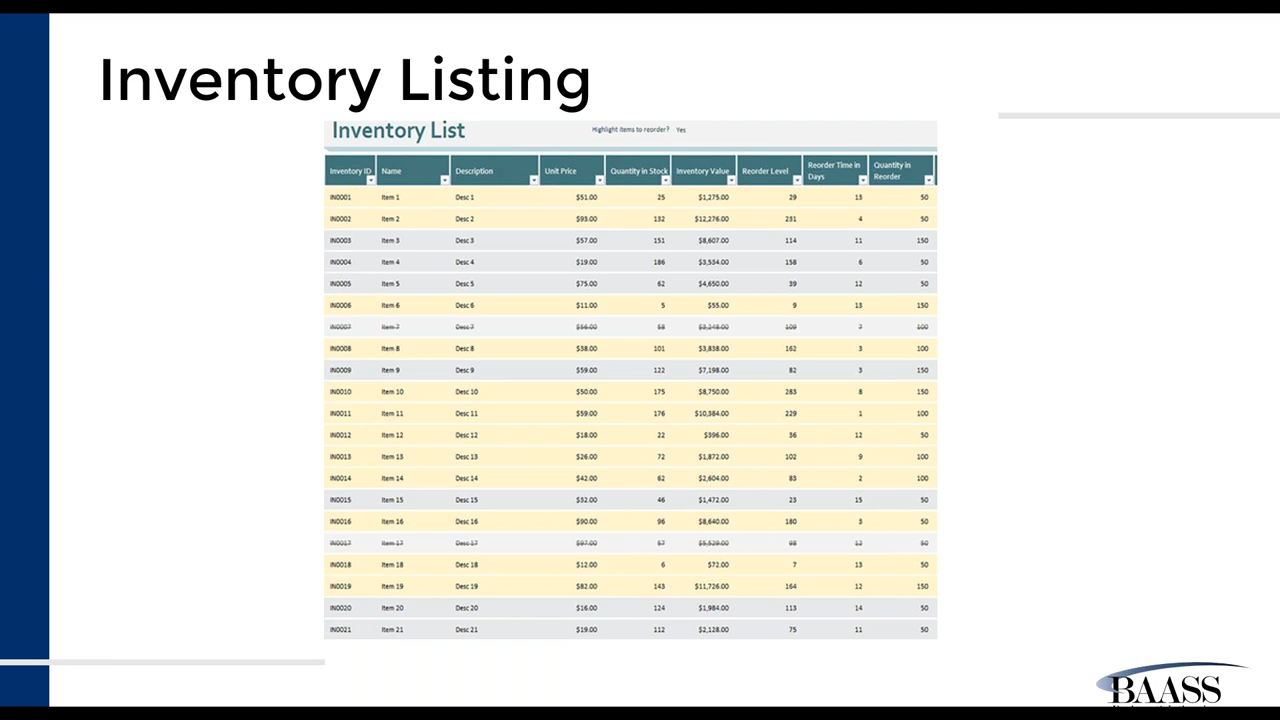 Inventory Listing
Inventory List Highlight items to reorder? Yes
Inventory ID Name Description Unit Price Quantity in Stock Inventory Value Reorder Level Reorder Time in Days Quantity in Reorder
IN0001 Item 1 Desc 1 $51.00 25 $1,275.00 29 13 50
IN0002 Item 2 Desc 2 $93.00 132 $12,276.00 231 4 50
IN0003 Item 3 Desc 3 $57.00 151 $8,607.00 114 11 150
IN0004 Item 4 Desc 4 $19.00 186 $3,534.00 158 6 50
IN0005 Item 5 Desc 5 $75.00 62 $4,650.00 39 12 50
IN0006 Item 6 Desc 6 $11.00 5 $55.00 9 13 150
IN0007 Item 7 Desc 7 $56.00 58 $3,248.00 109 7 100
IN0008 Item 8 Desc 8 $38.00 101 $3,838.00 162 3 100
IN0009 Item 9 Desc 9 $59.00 122 $7,198.00 82 3 150
IN0010 Item 10 Desc 10 $50.00 175 $8,750.00 283 8 150
IN0011 Item 11 Desc 11 $59.00 176 $10,384.00 229 1 100
IN0012 Item 12 Desc 12 $18.00 22 $396.00 36 12 50
IN0013 Item 13 Desc 13 $26.00 72 $1,872.00 102 9 100
IN0014 Item 14 Desc 14 $42.00 62 $2,604.00 83 2 100
IN0015 Item 15 Desc 15 $32.00 46 $1,472.00 23 15 50
IN0016 Item 16 Desc 16 $90.00 96 $8,640.00 180 3 50
IN0017 Item 17 Desc 17 $97.00 57 $5,529.00 98 12 50
IN0018 Item 18 Desc 18 $12.00 6 $72.00 7 13 50
IN0019 Item 19 Desc 19 $82.00 143 $11,726.00 164 12 150
IN0020 Item 20 Desc 20 $16.00 124 $1,984.00 113 14 50
IN0021 Item 21 Desc 21 $19.00 112 $2,128.00 75 11 50
BAASS